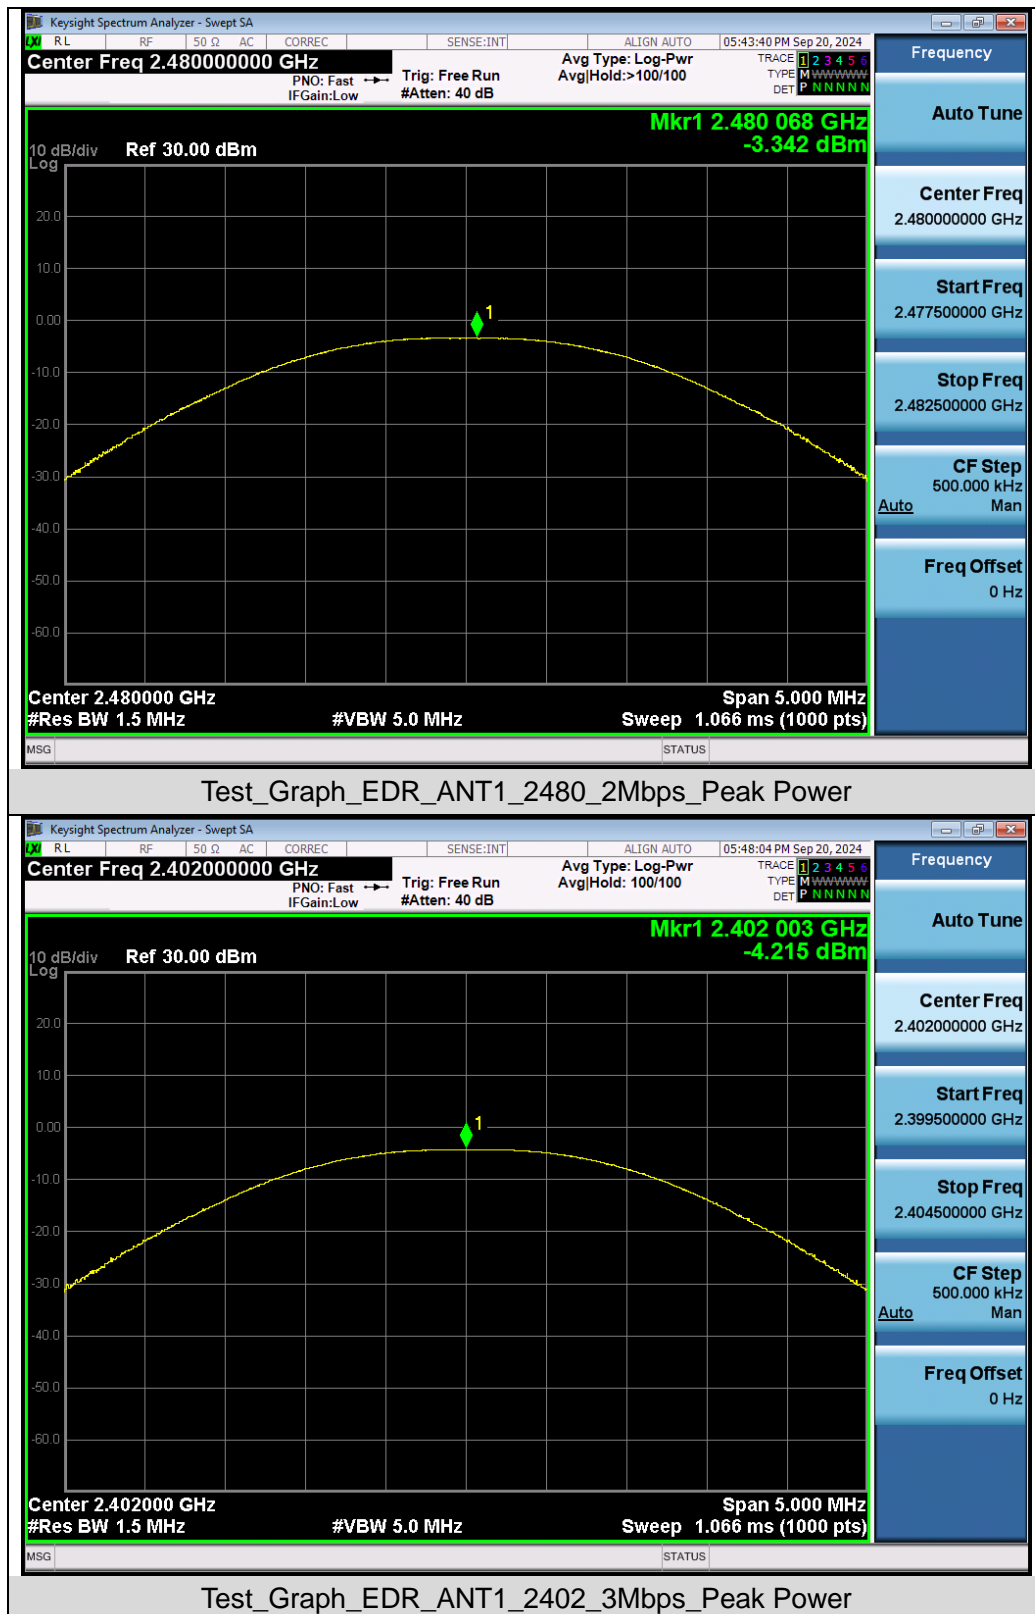 Keysight Spectrum Analyzer - Swept SA
LXI RL RF 50 Ω AC CORREC SENSE:INT ALIGN AUTO 05:43:40 PM Sep 20, 2024
Center Freq 2.480000000 GHz
PNO: Fast
IFGain:Low
Trig: Free Run
#Atten: 40 dB
Avg Type: Log-Pwr
Avg|Hold:>100/100
TRACE 1 2 3 4 5 6
TYPE M WWWWW
DET P N N N N N
Mkr1 2.480 068 GHz
-3.342 dBm
10 dB/div Ref 30.00 dBm
Log
20.0
10.0
0.00
1
-10.0
-20.0
-30.0
-40.0
-50.0
-60.0
Center 2.480000 GHz Span 5.000 MHz
#Res BW 1.5 MHz #VBW 5.0 MHz Sweep 1.066 ms (1000 pts)
MSG STATUS
Frequency
Auto Tune
Center Freq
2.480000000 GHz
Start Freq
2.477500000 GHz
Stop Freq
2.482500000 GHz
CF Step
500.000 kHz
Auto Man
Freq Offset
0 Hz
Test_Graph_EDR_ANT1_2480_2Mbps_Peak Power
Keysight Spectrum Analyzer - Swept SA
LXI RL RF 50 Ω AC CORREC SENSE:INT ALIGN AUTO 05:48:04 PM Sep 20, 2024
Center Freq 2.402000000 GHz
PNO: Fast
IFGain:Low
Trig: Free Run
#Atten: 40 dB
Avg Type: Log-Pwr
Avg|Hold: 100/100
TRACE 1 2 3 4 5 6
TYPE M WWWWW
DET P N N N N N
Mkr1 2.402 003 GHz
-4.215 dBm
10 dB/div Ref 30.00 dBm
Log
20.0
10.0
0.00
1
-10.0
-20.0
-30.0
-40.0
-50.0
-60.0
Center 2.402000 GHz Span 5.000 MHz
#Res BW 1.5 MHz #VBW 5.0 MHz Sweep 1.066 ms (1000 pts)
MSG STATUS
Frequency
Auto Tune
Center Freq
2.402000000 GHz
Start Freq
2.399500000 GHz
Stop Freq
2.404500000 GHz
CF Step
500.000 kHz
Auto Man
Freq Offset
0 Hz
Test_Graph_EDR_ANT1_2402_3Mbps_Peak Power